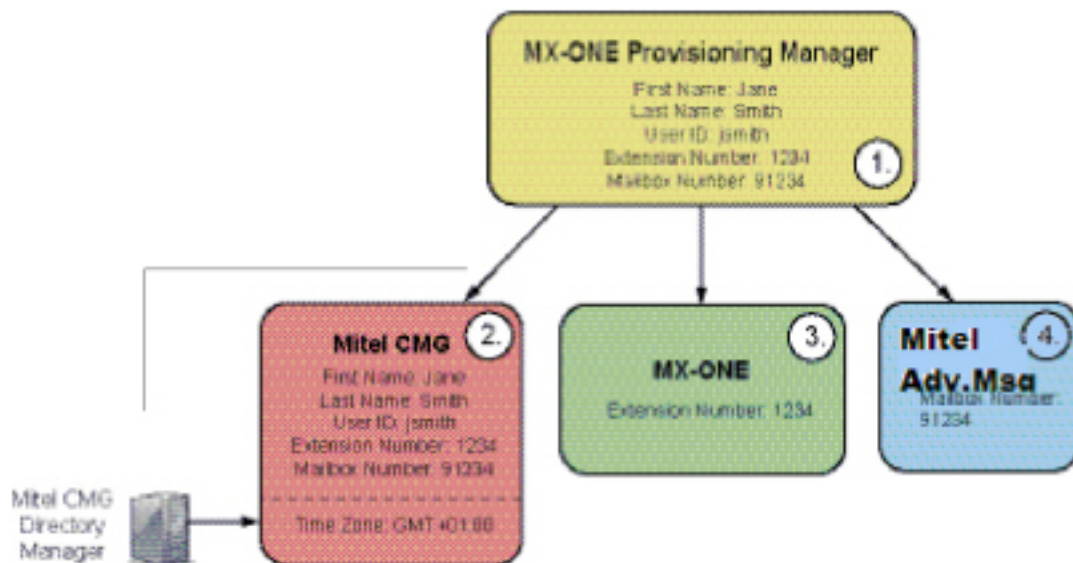 MX-ONE Provisioning Manager
First Name: Jane
Last Name: Smith
User ID: jsmith
Extension Number: 1234
Mailbox Number: 91234
1.
2.
Mitel CMG
First Name: Jane
Last Name: Smith
User ID: jsmith
Extension Number: 1234
Mailbox Number: 91234
Time Zone: GMT +01:00
3.
MX-ONE
Extension Number: 1234
4.
Mitel
Adv.Msg
Mailbox Number:
91234
Mitel CMG
Directory
Manager